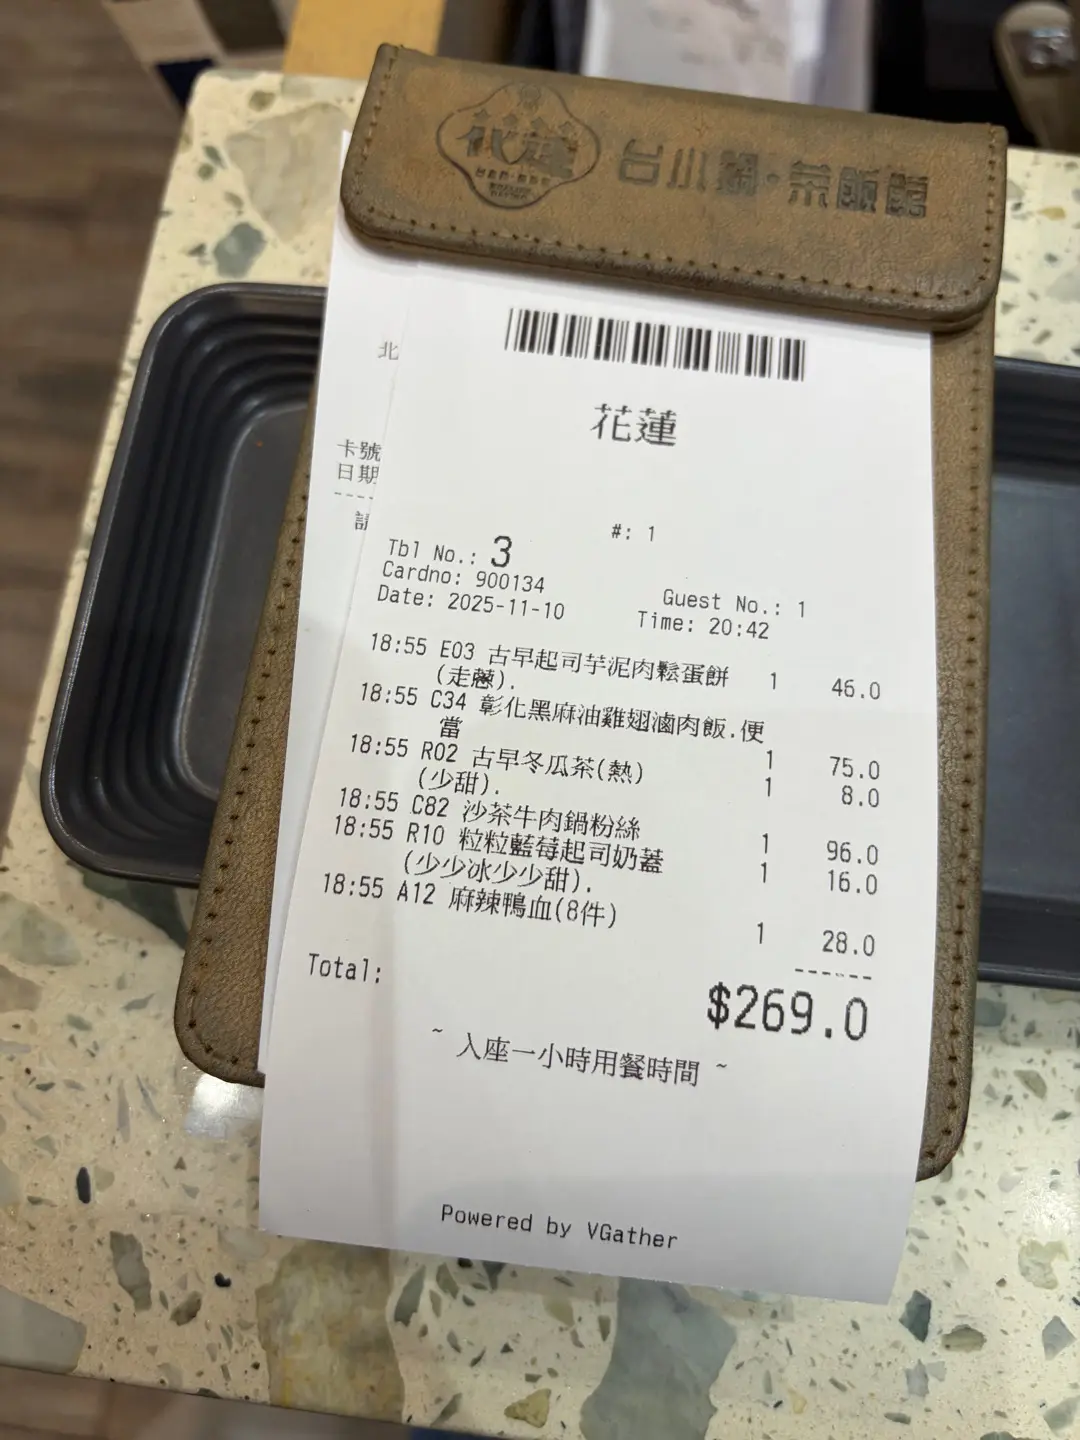 花蓮
台小鍋·茶飯館
北
卡號
日期
----
請
花蓮
#: 1
Tbl No.: 3
Cardno: 900134
Guest No.: 1
Date: 2025-11-10
Time: 20:42
18:55 E03 古早起司芋泥肉鬆蛋餅 1 46.0
(走蔥).
18:55 C34 彰化黑麻油雞翅滷肉飯.便
當 1 75.0
18:55 R02 古早冬瓜茶(熱) 1 8.0
(少甜).
18:55 C82 沙茶牛肉鍋粉絲 1 96.0
18:55 R10 粒粒藍莓起司奶蓋 1 16.0
(少少冰少少甜).
18:55 A12 麻辣鴨血(8件) 1 28.0
------
Total: $269.0
~ 入座一小時用餐時間 ~
Powered by VGather